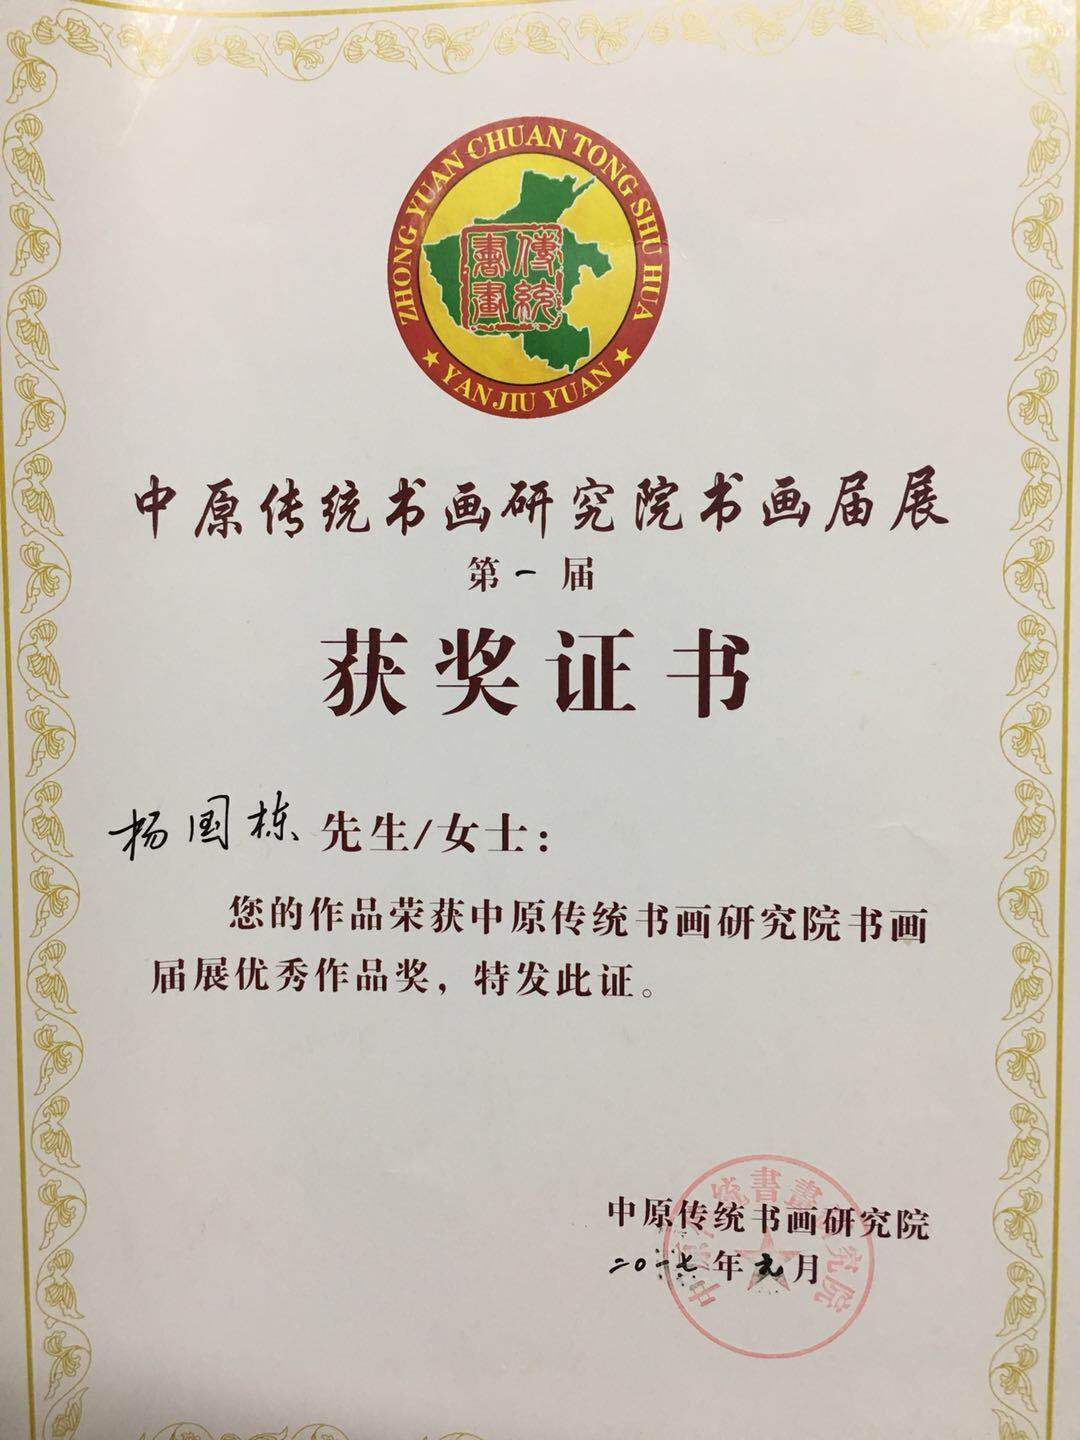 ZHONG YUAN CHUAN TONG SHU HUA
傳統
書畫
YANJIU YUAN
中原传统书画研究院书画届展
第一届
获奖证书
杨国栋 先生/女士:
您的作品荣获中原传统书画研究院书画
届展优秀作品奖，特发此证。
中原传统书画研究院
二〇一七年元月